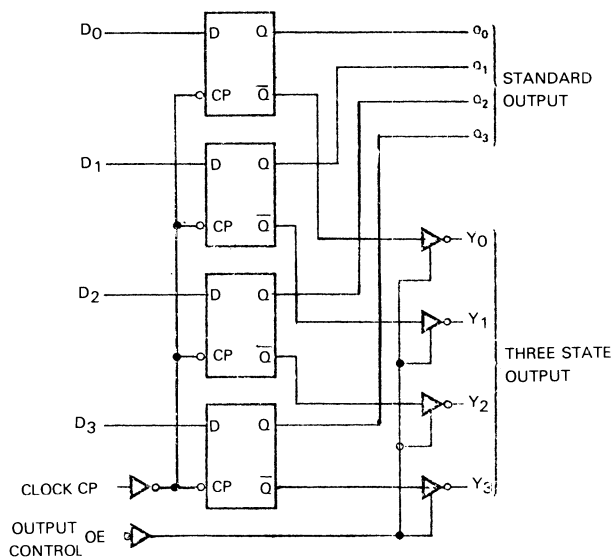 D0
D Q
CP Q̅
D1
D Q
CP Q̅
D2
D Q
CP Q̅
D3
D Q
CP Q̅
CLOCK CP
OUTPUT
CONTROL OE
Q0
Q1
Q2
Q3
STANDARD
OUTPUT
Y0
Y1
Y2
Y3
THREE STATE
OUTPUT